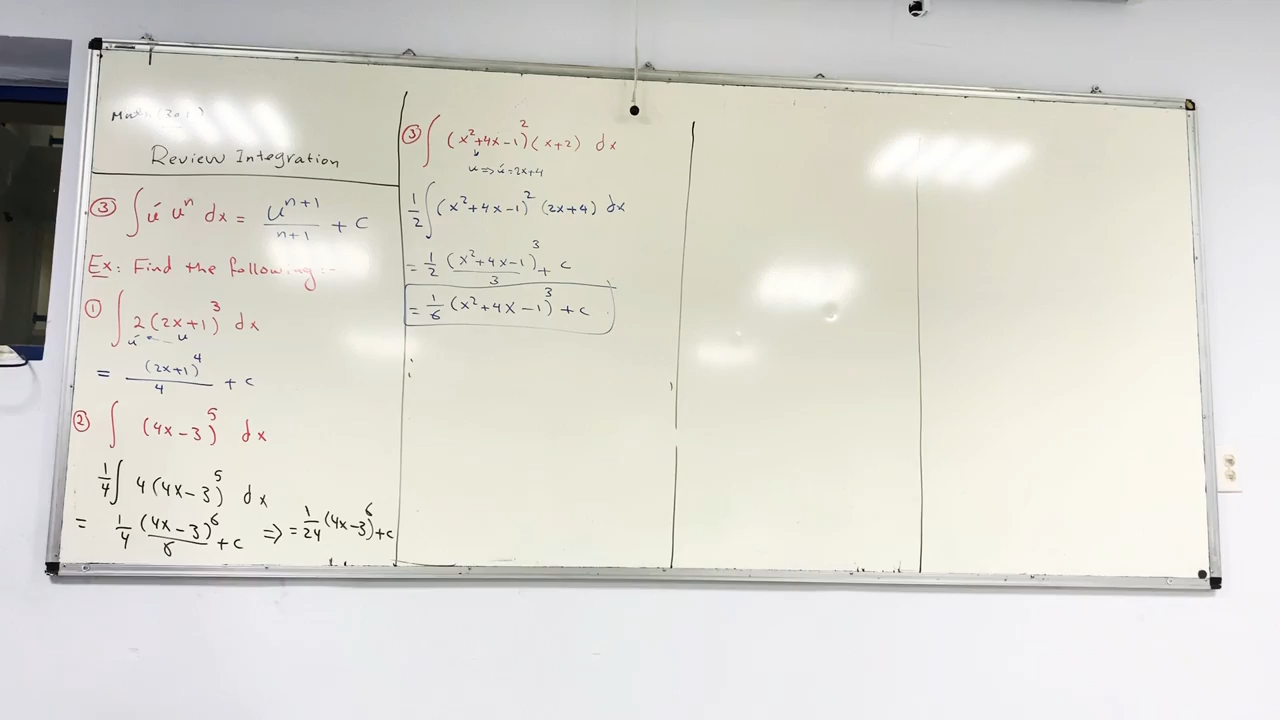 Review Integration
③ ∫ u' uⁿ dx = uⁿ⁺¹/n+1 + c
Ex: Find the following:-
① ∫ 2(2x+1)³ dx
u' ← u
= (2x+1)⁴/4 + c
② ∫ (4x-3)⁵ dx
1/4 ∫ 4(4x-3)⁵ dx
= 1/4 (4x-3)⁶/6 + c ⇒ = 1/24 (4x-3)⁶ + c
③ ∫ (x²+4x-1)² (x+2) dx
u ⇒ u' = 2x+4
1/2 ∫ (x²+4x-1)² (2x+4) dx
= 1/2 (x²+4x-1)³/3 + c
= 1/6 (x²+4x-1)³ + c